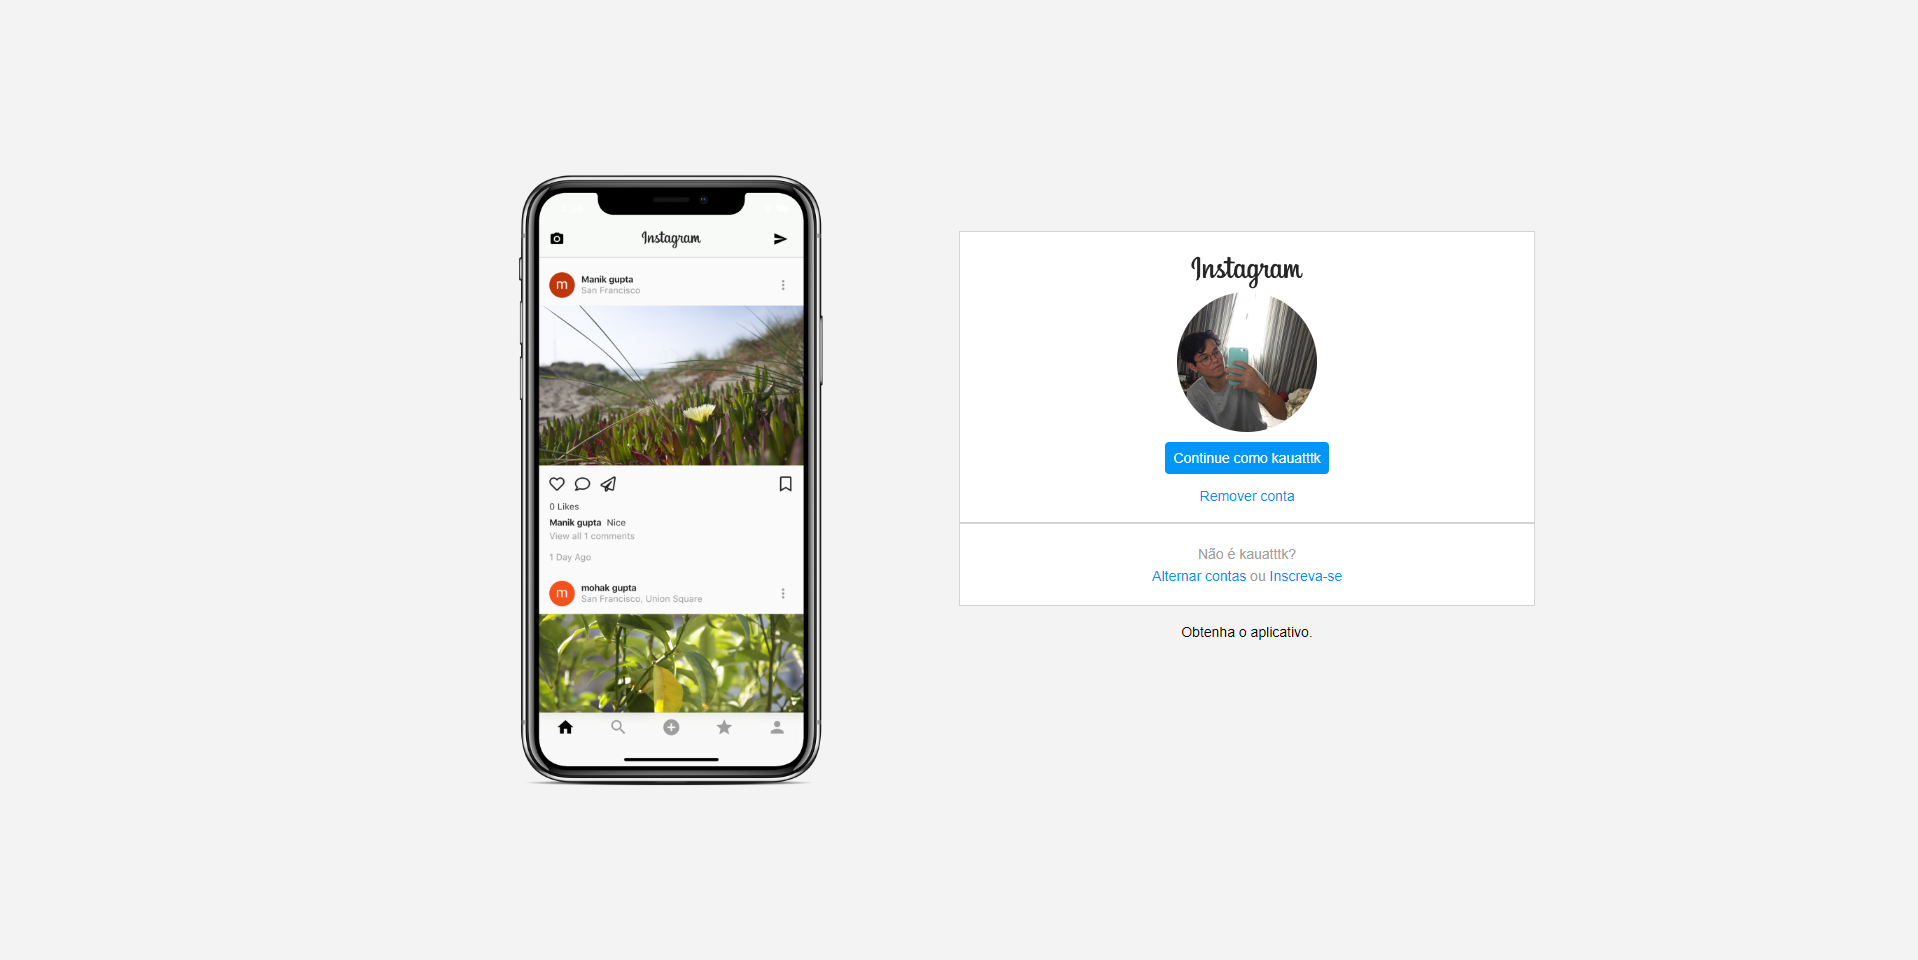 Instagram
m
Manik gupta
San Francisco
0 Likes
Manik gupta Nice
View all 1 comments
1 Day Ago
m
mohak gupta
San Francisco, Union Square
Instagram
Continue como kauatttk
Remover conta
Não é kauatttk?
Alternar contas ou Inscreva-se
Obtenha o aplicativo.